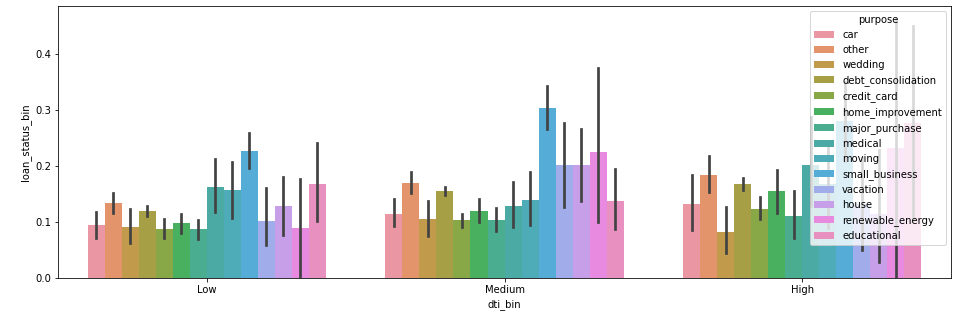 purpose
car
other
wedding
debt_consolidation
credit_card
home_improvement
major_purchase
medical
moving
small_business
vacation
house
renewable_energy
educational
loan_status_bin
0.4
0.3
0.2
0.1
0.0
Low
Medium
High
dti_bin